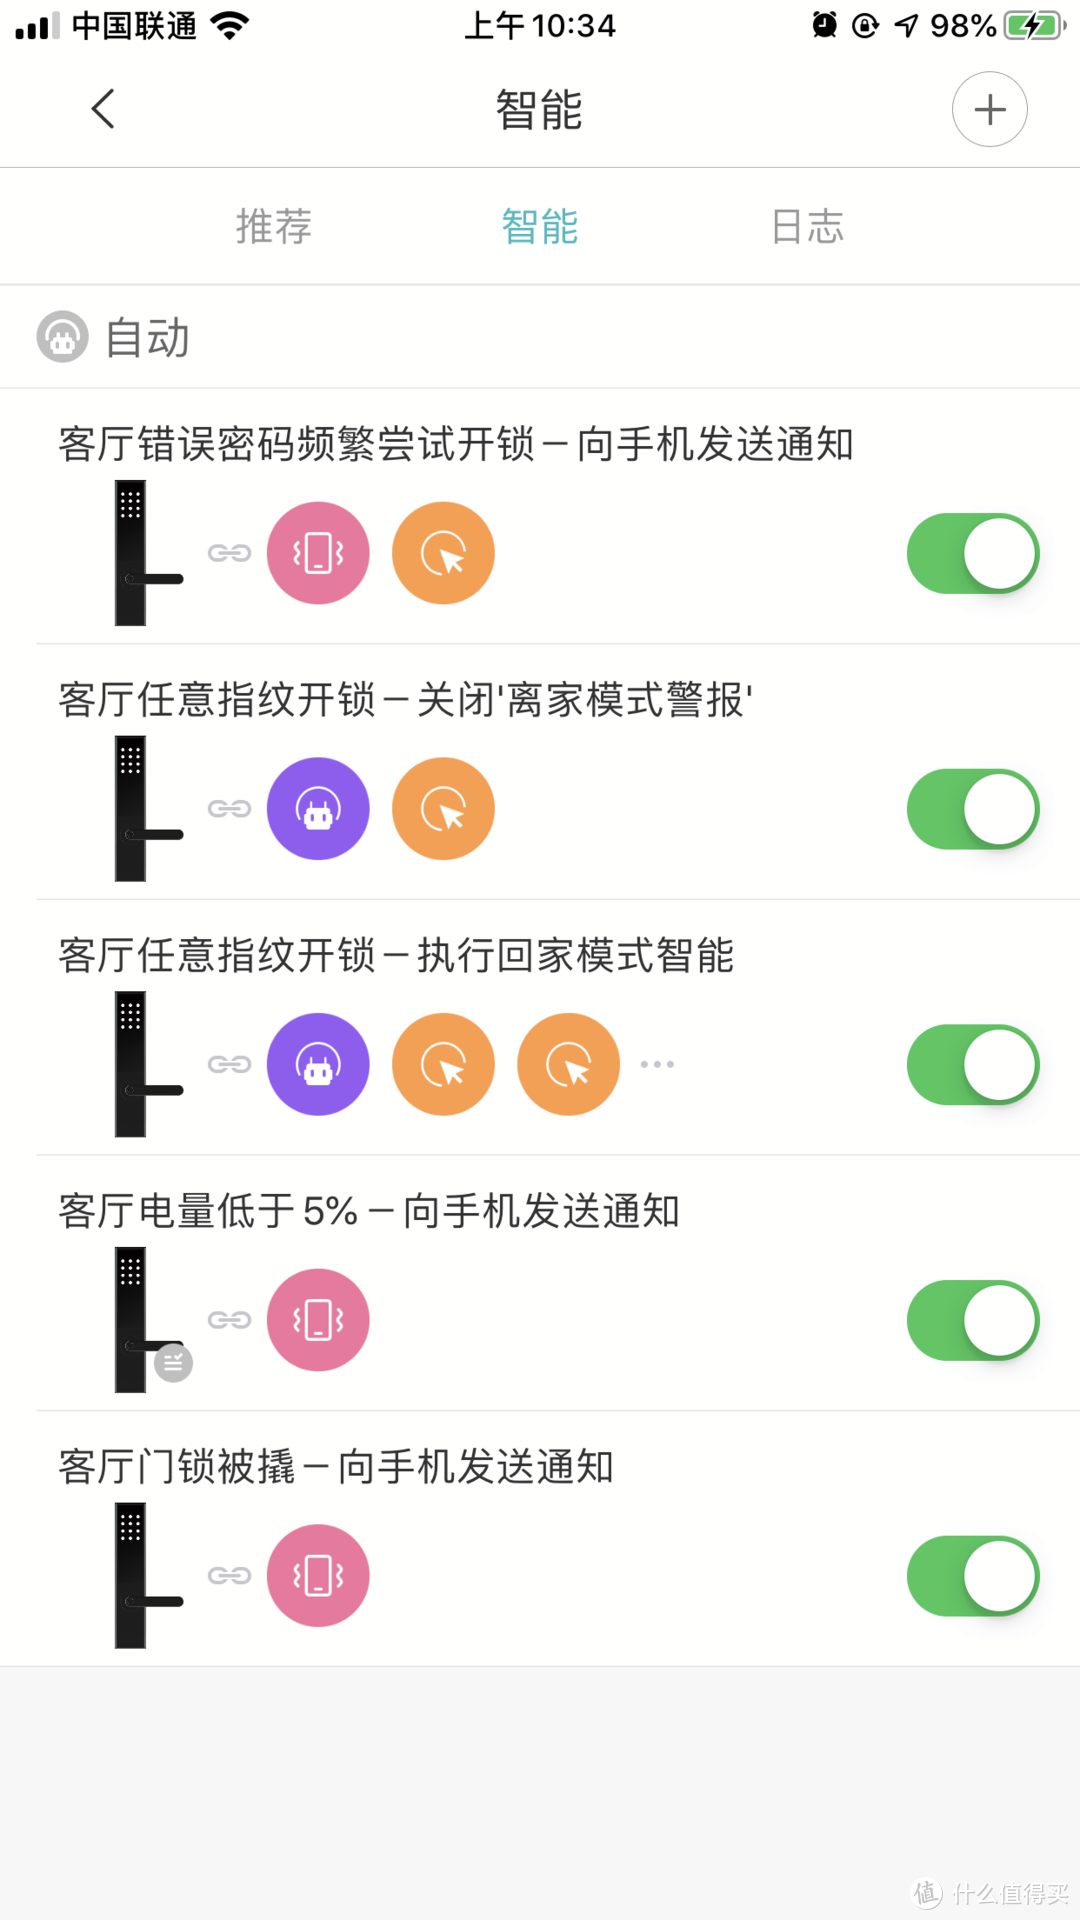 中国联通
上午10:34
98%
智能
推荐
智能
日志
自动
客厅错误密码频繁尝试开锁－向手机发送通知
客厅任意指纹开锁－关闭'离家模式警报'
客厅任意指纹开锁－执行回家模式智能
客厅电量低于5%－向手机发送通知
客厅门锁被撬－向手机发送通知
值 什么值得买